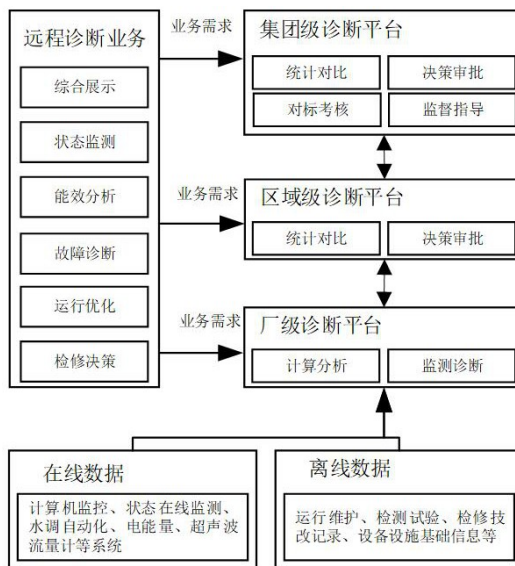 远程诊断业务
综合展示
状态监测
能效分析
故障诊断
运行优化
检修决策
业务需求
集团级诊断平台
统计对比
决策审批
对标考核
监督指导
业务需求
区域级诊断平台
统计对比
决策审批
业务需求
厂级诊断平台
计算分析
监测诊断
在线数据
计算机监控、状态在线监测、
水调自动化、电能量、超声波
流量计等系统
离线数据
运行维护、检测试验、检修技
改记录、设备设施基础信息等